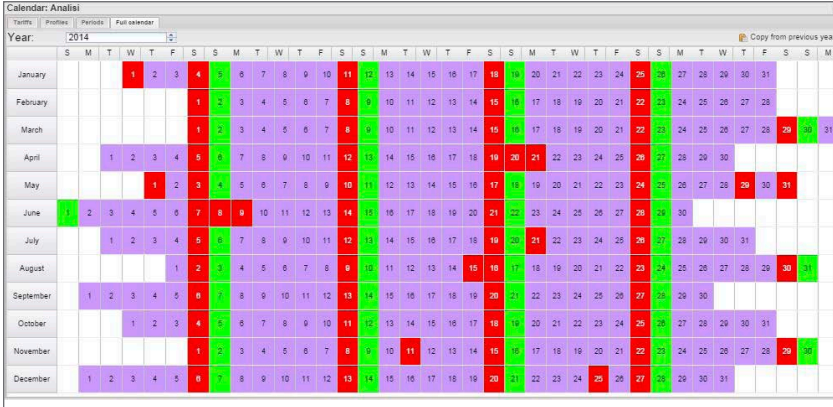 Calendar: Analisi
Tariffs Profiles Periods Full calendar
Year: 2014 Copy from previous yea
S M T W T F S S M T W T F S S M T W T F S S M T W T F S S M T W T F S S M
January 1 2 3 4 5 6 7 8 9 10 11 12 13 14 15 16 17 18 19 20 21 22 23 24 25 26 27 28 29 30 31
February 1 2 3 4 5 6 7 8 9 10 11 12 13 14 15 16 17 18 19 20 21 22 23 24 25 26 27 28
March 1 2 3 4 5 6 7 8 9 10 11 12 13 14 15 16 17 18 19 20 21 22 23 24 25 26 27 28 29 30 31
April 1 2 3 4 5 6 7 8 9 10 11 12 13 14 15 16 17 18 19 20 21 22 23 24 25 26 27 28 29 30
May 1 2 3 4 5 6 7 8 9 10 11 12 13 14 15 16 17 18 19 20 21 22 23 24 25 26 27 28 29 30 31
June 1 2 3 4 5 6 7 8 9 10 11 12 13 14 15 16 17 18 19 20 21 22 23 24 25 26 27 28 29 30
July 1 2 3 4 5 6 7 8 9 10 11 12 13 14 15 16 17 18 19 20 21 22 23 24 25 26 27 28 29 30 31
August 1 2 3 4 5 6 7 8 9 10 11 12 13 14 15 16 17 18 19 20 21 22 23 24 25 26 27 28 29 30 31
September 1 2 3 4 5 6 7 8 9 10 11 12 13 14 15 16 17 18 19 20 21 22 23 24 25 26 27 28 29 30
October 1 2 3 4 5 6 7 8 9 10 11 12 13 14 15 16 17 18 19 20 21 22 23 24 25 26 27 28 29 30 31
November 1 2 3 4 5 6 7 8 9 10 11 12 13 14 15 16 17 18 19 20 21 22 23 24 25 26 27 28 29 30
December 1 2 3 4 5 6 7 8 9 10 11 12 13 14 15 16 17 18 19 20 21 22 23 24 25 26 27 28 29 30 31